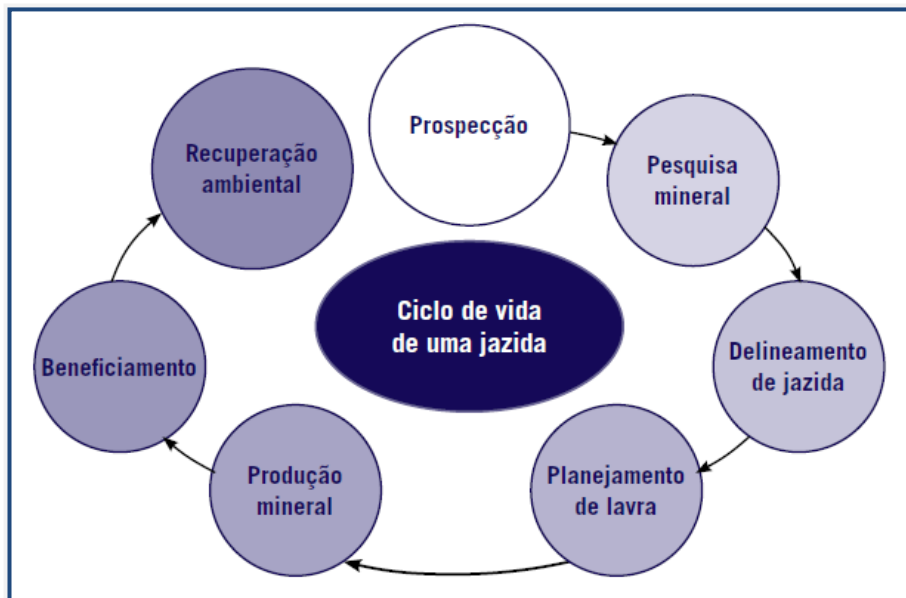 Prospecção
Pesquisa
mineral
Delineamento
de jazida
Planejamento
de lavra
Produção
mineral
Beneficiamento
Recuperação
ambiental
Ciclo de vida
de uma jazida